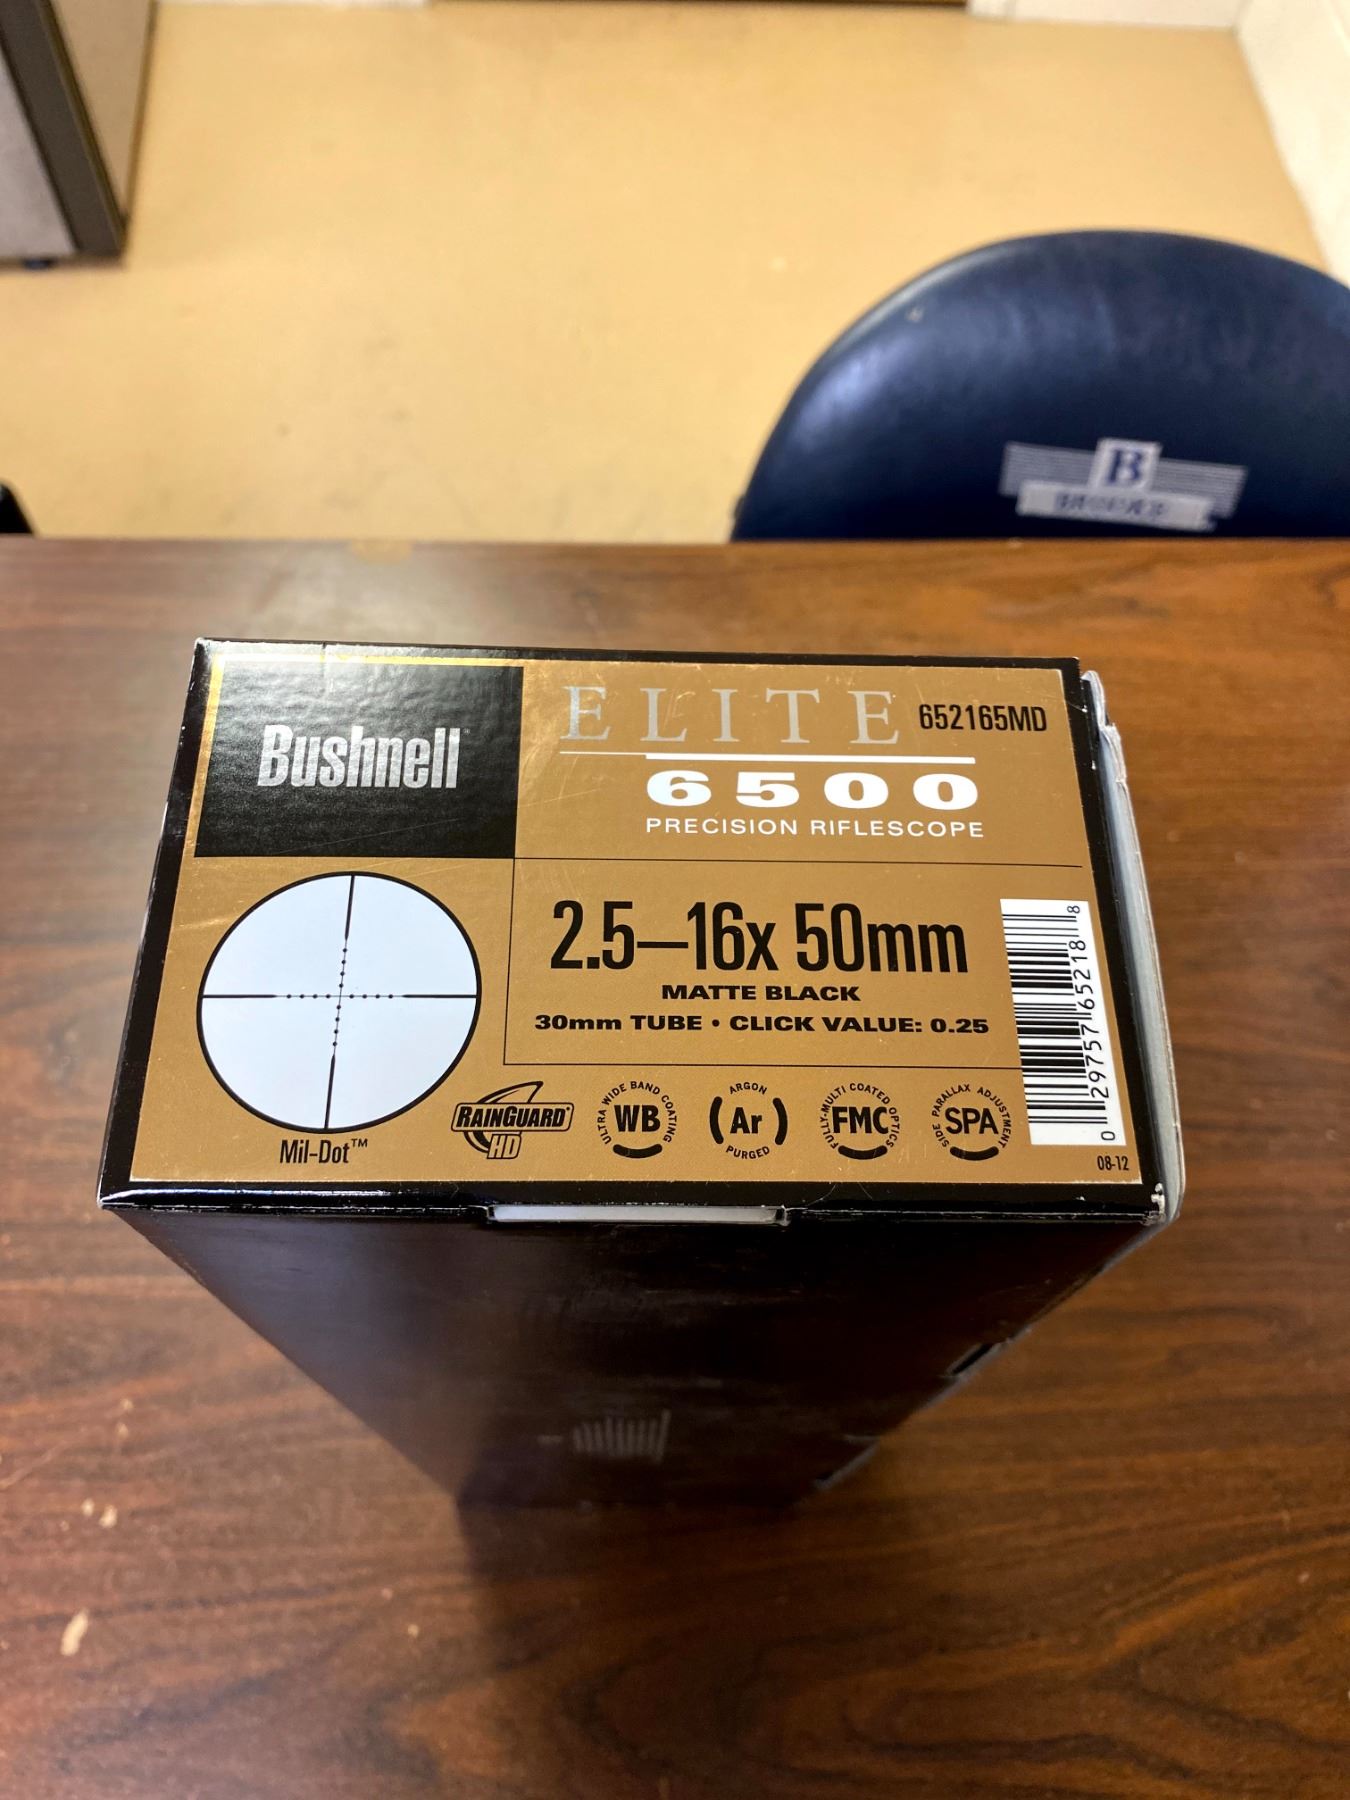 B
Bushnell
ELITE
652165MD
6500
PRECISION RIFLESCOPE
2.5–16x 50mm
MATTE BLACK
30mm TUBE • CLICK VALUE: 0.25
Mil-Dot™
RAINGUARD®
HD
ULTRA WIDE BAND COATING
WB
ARGON
Ar
PURGED
FULLY-MULTI COATED OPTICS
FMC
SIDE PARALLAX ADJUSTMENT
SPA
0 29757 65218 8
08-12